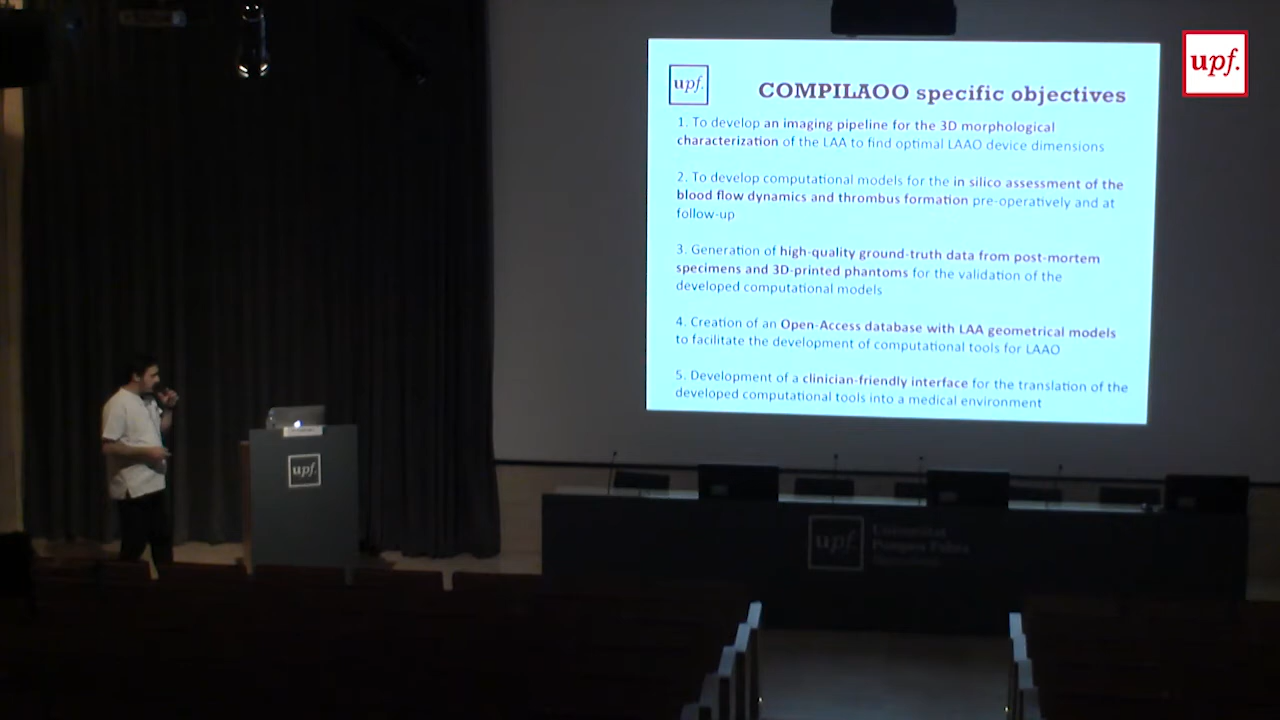 upf.
upf.
COMPILAOO specific objectives
1. To develop an imaging pipeline for the 3D morphological
characterization of the LAA to find optimal LAAO device dimensions
2. To develop computational models for the in silico assessment of the
blood flow dynamics and thrombus formation pre-operatively and at
follow-up
3. Generation of high-quality ground-truth data from post-mortem
specimens and 3D-printed phantoms for the validation of the
developed computational models
4. Creation of an Open-Access database with LAA geometrical models
to facilitate the development of computational tools for LAAO
5. Development of a clinician-friendly interface for the translation of the
developed computational tools into a medical environment
upf.
upf.
Universitat
Pompeu Fabra